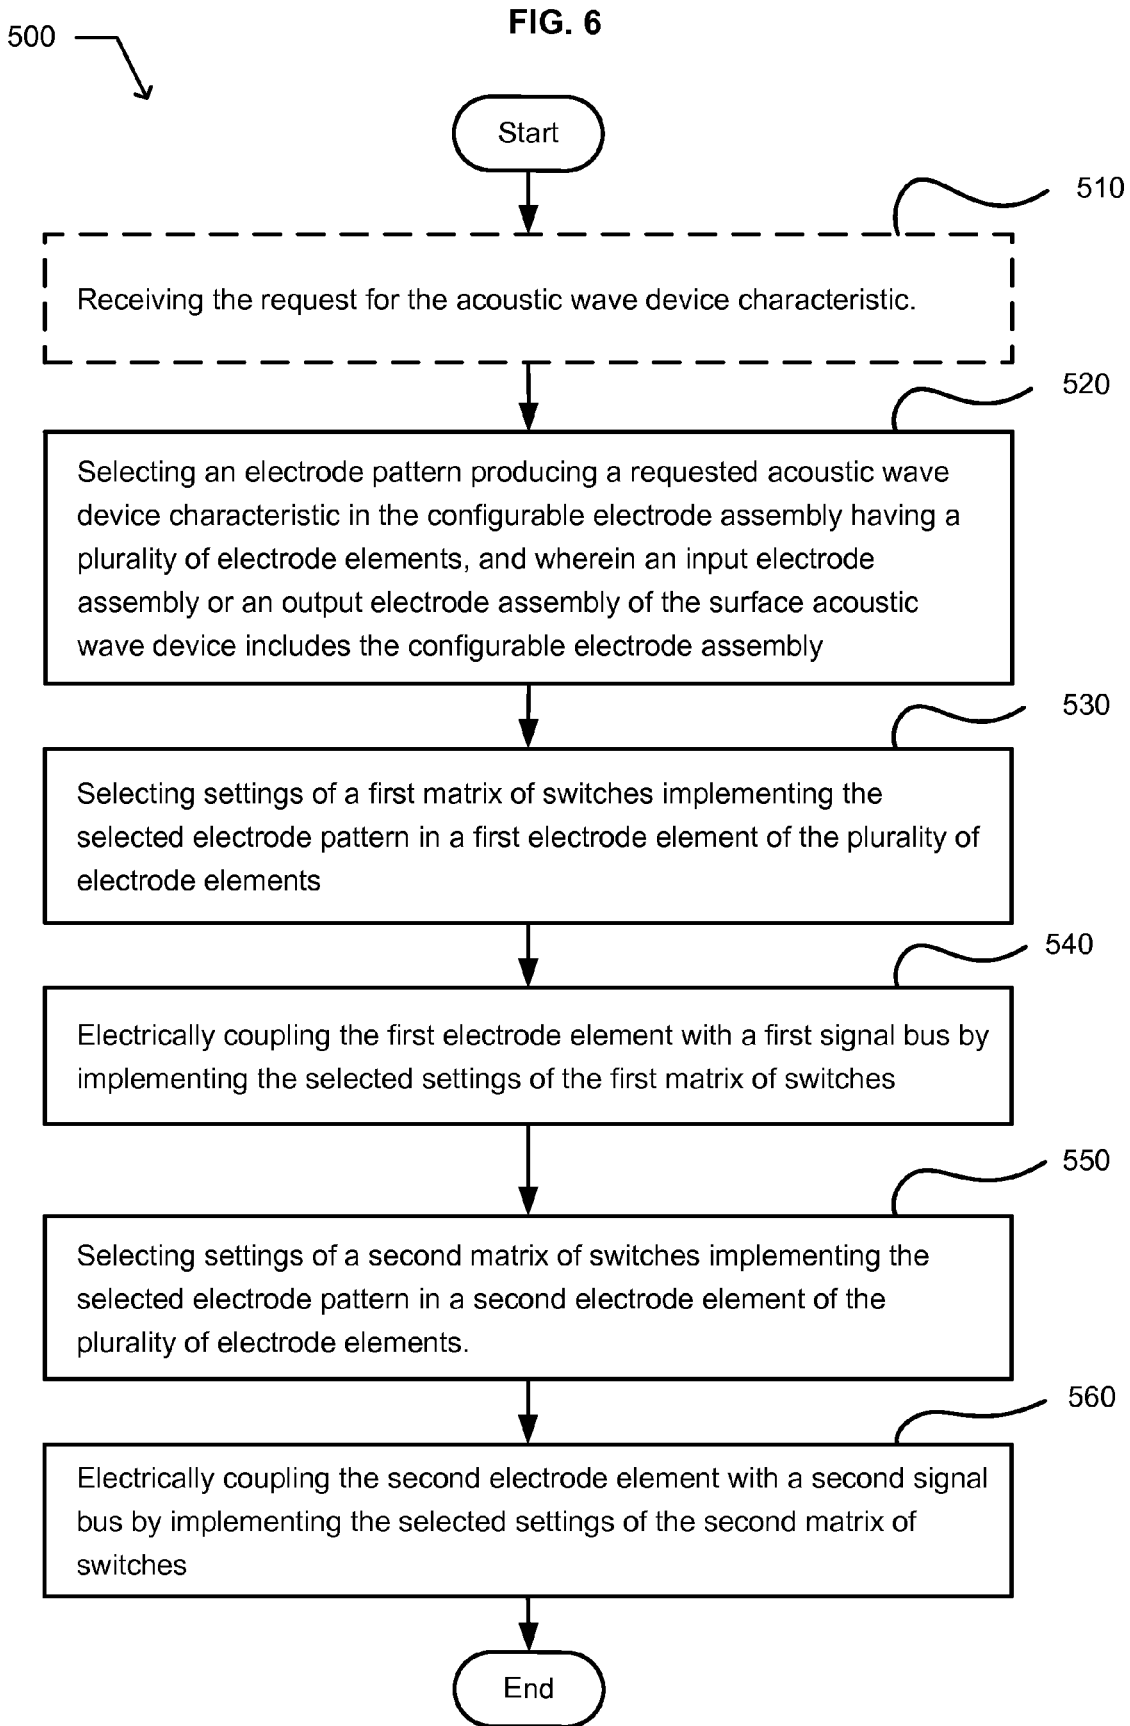 FIG. 6
500
Start
510
Receiving the request for the acoustic wave device characteristic.
520
Selecting an electrode pattern producing a requested acoustic wave
device characteristic in the configurable electrode assembly having a
plurality of electrode elements, and wherein an input electrode
assembly or an output electrode assembly of the surface acoustic
wave device includes the configurable electrode assembly
530
Selecting settings of a first matrix of switches implementing the
selected electrode pattern in a first electrode element of the plurality of
electrode elements
540
Electrically coupling the first electrode element with a first signal bus by
implementing the selected settings of the first matrix of switches
550
Selecting settings of a second matrix of switches implementing the
selected electrode pattern in a second electrode element of the
plurality of electrode elements.
560
Electrically coupling the second electrode element with a second signal
bus by implementing the selected settings of the second matrix of
switches
End